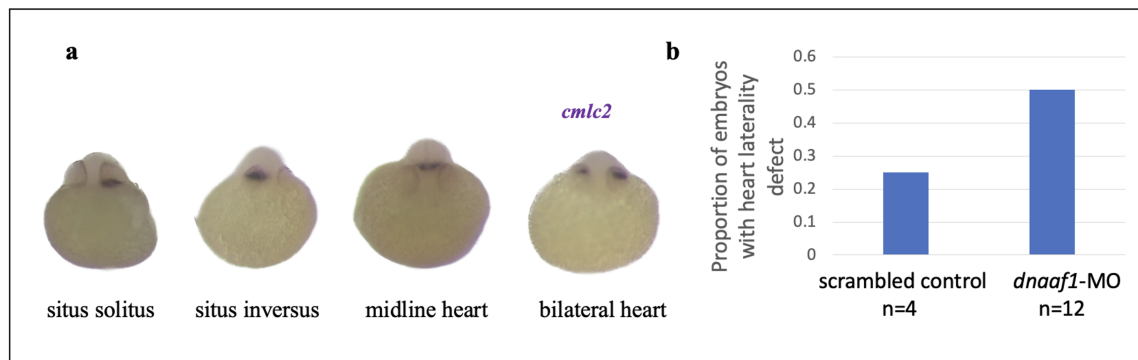 a
cmlc2
situs solitus
situs inversus
midline heart
bilateral heart
b
Proportion of embryos
with heart laterality
defect
0.6
0.5
0.4
0.3
0.2
0.1
0
scrambled control
n=4
dnaaf1-MO
n=12